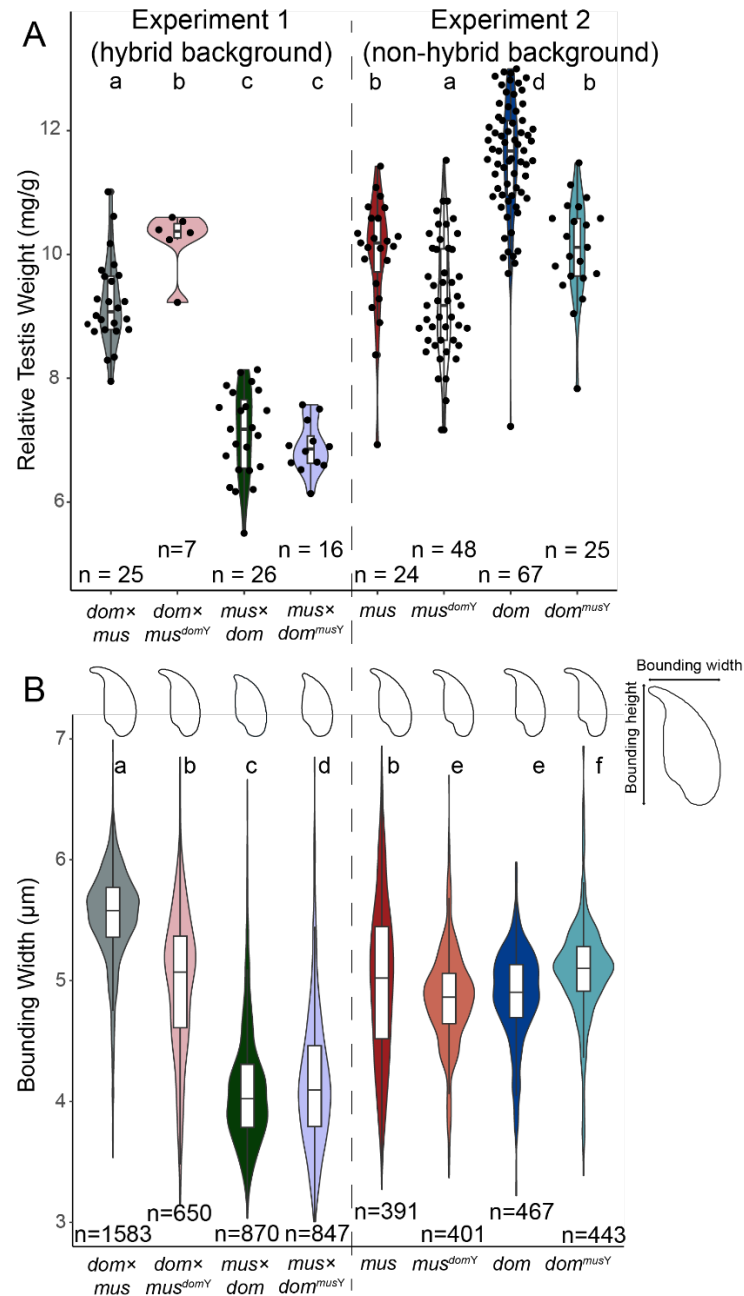 A
Experiment 1
(hybrid background)
Experiment 2
(non-hybrid background)
a b c c b a d b
Relative Testis Weight (mg/g)
12
10
8
6
n=7 n = 16 n = 48 n = 25
n = 25 n = 26 n = 24 n = 67
dom×
mus
dom×
mus^domY
mus×
dom
mus×
dom^musY
mus
mus^domY
dom
dom^musY
B
Bounding width
Bounding height
a b c d b e e f
Bounding Width (µm)
7
6
5
4
3
n=650 n=391 n=467
n=1583 n=870 n=847 n=401 n=443
dom×
mus
dom×
mus^domY
mus×
dom
mus×
dom^musY
mus
mus^domY
dom
dom^musY